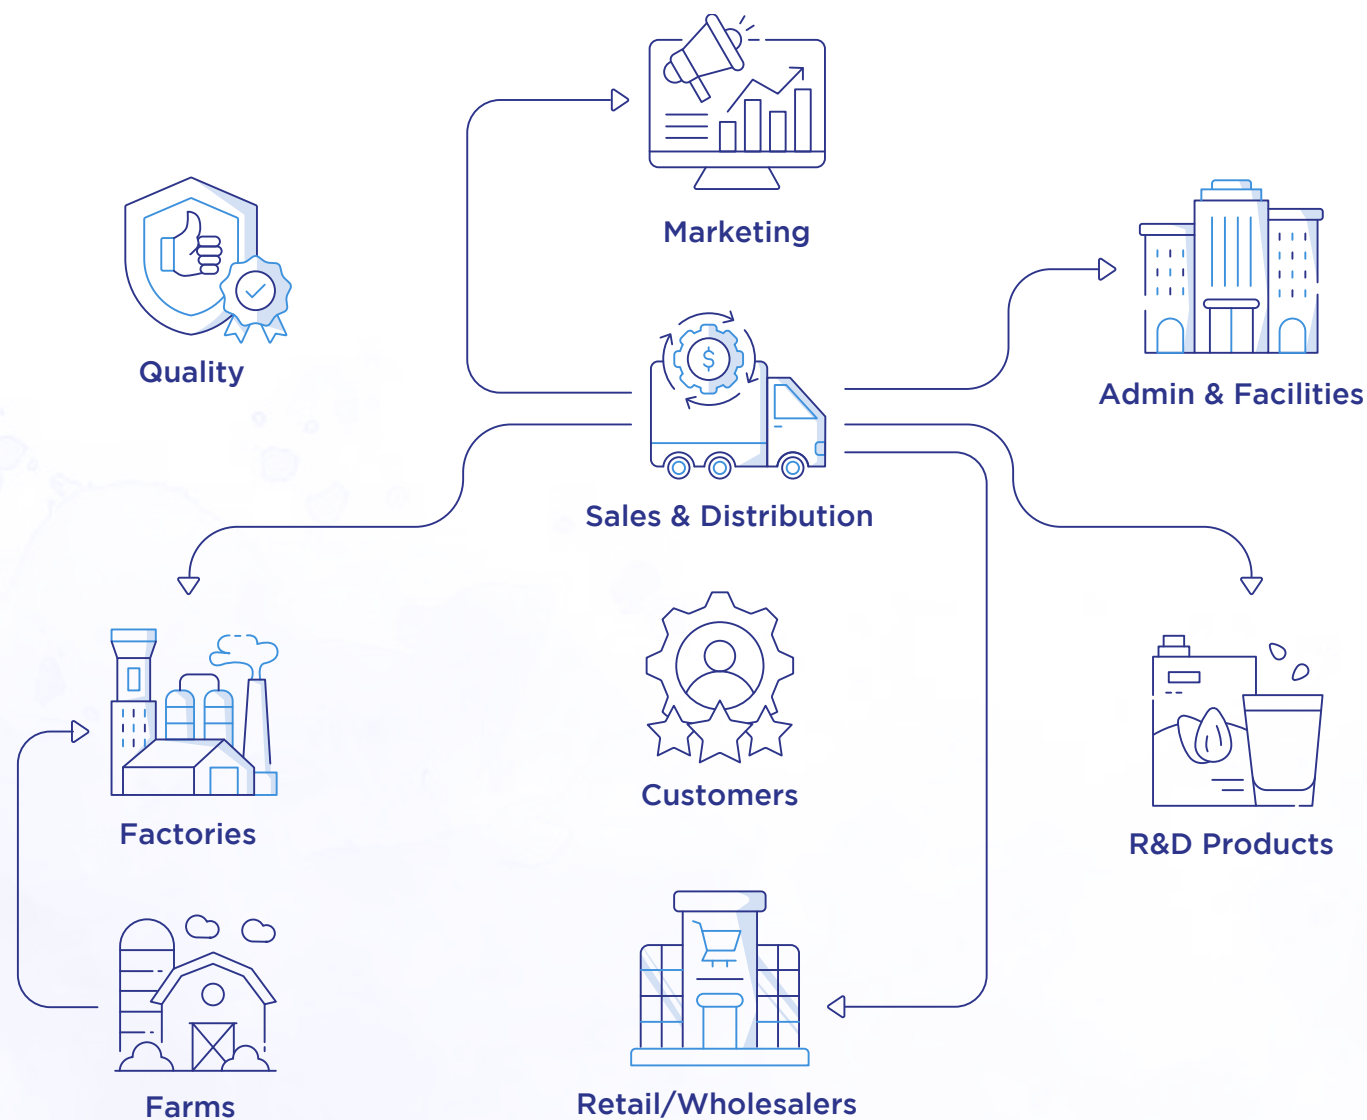 Marketing
Quality
Admin & Facilities
$
Sales & Distribution
Customers
Factories
R&D Products
Farms
Retail/Wholesalers